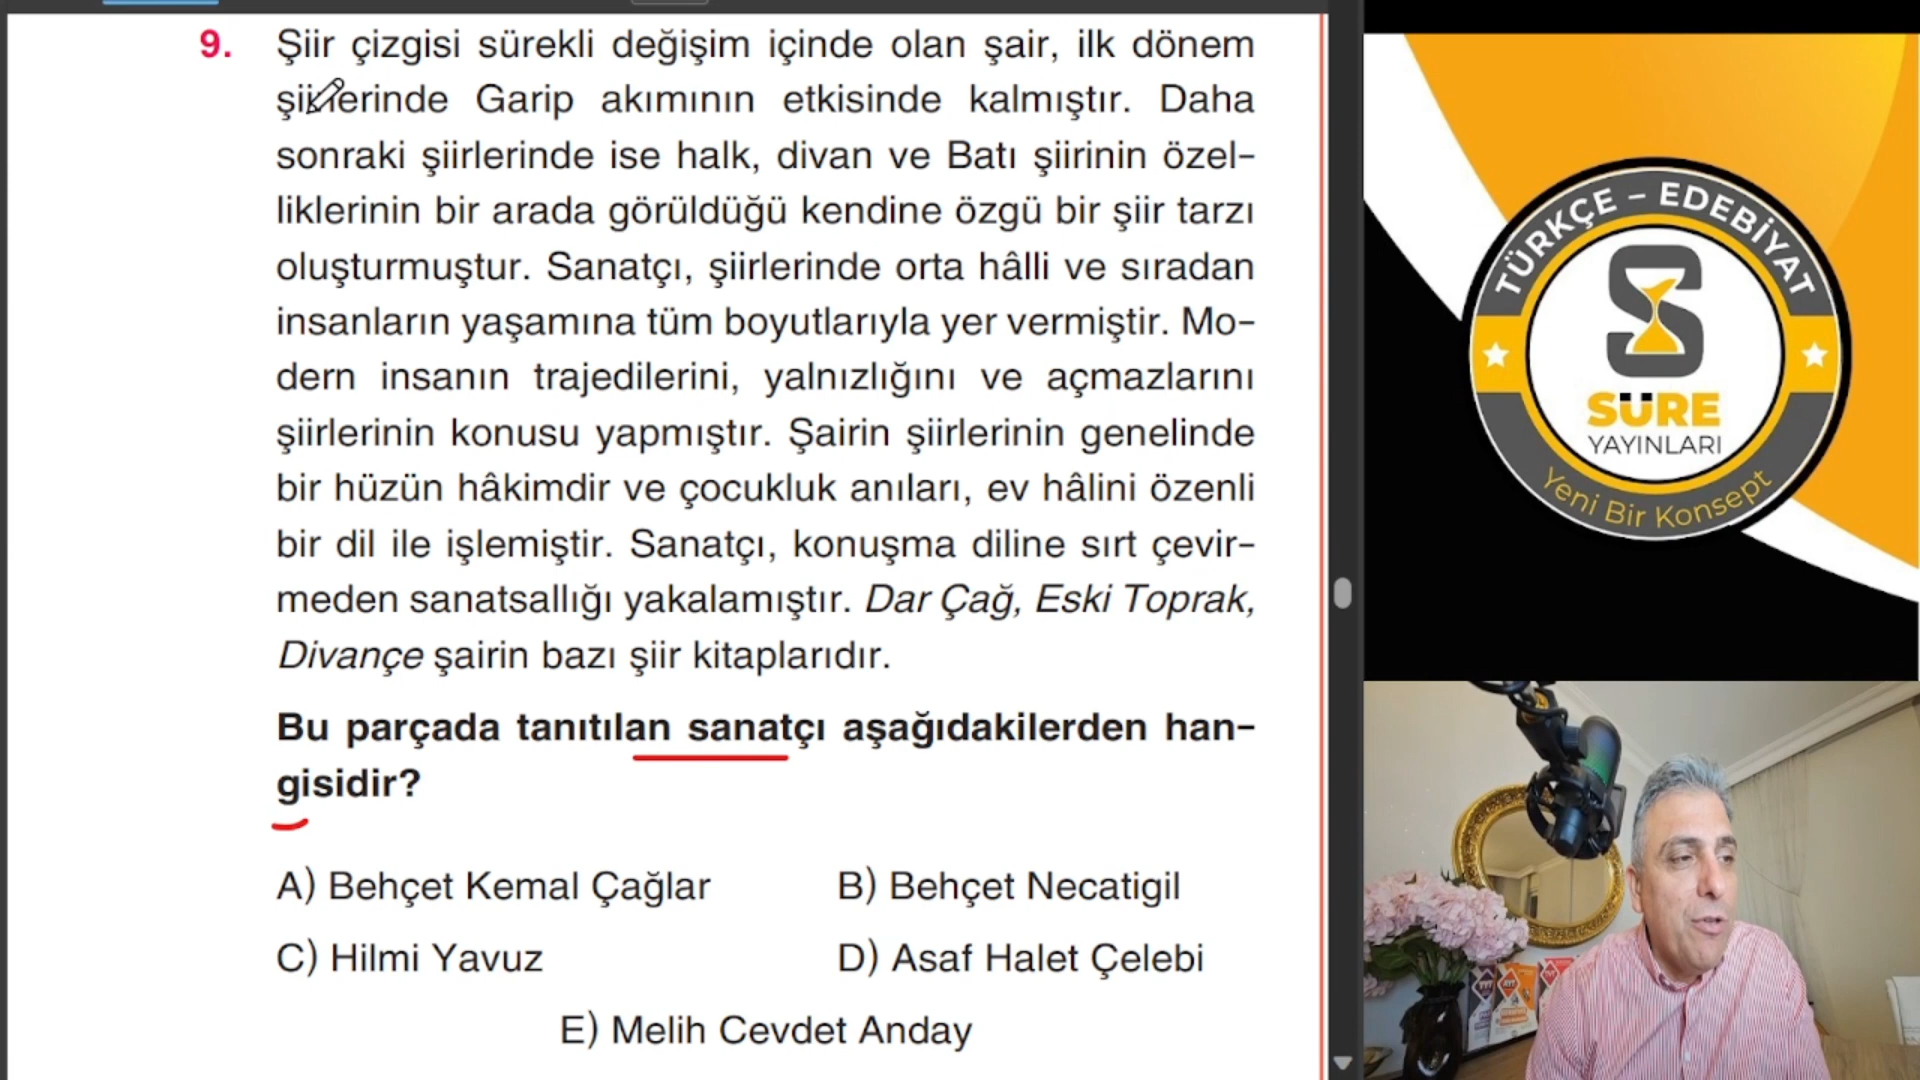 9. Şiir çizgisi sürekli değişim içinde olan şair, ilk dönem
şiirlerinde Garip akımının etkisinde kalmıştır. Daha
sonraki şiirlerinde ise halk, divan ve Batı şiirinin özel-
liklerinin bir arada görüldüğü kendine özgü bir şiir tarzı
oluşturmuştur. Sanatçı, şiirlerinde orta hâlli ve sıradan
insanların yaşamına tüm boyutlarıyla yer vermiştir. Mo-
dern insanın trajedilerini, yalnızlığını ve açmazlarını
şiirlerinin konusu yapmıştır. Şairin şiirlerinin genelinde
bir hüzün hâkimdir ve çocukluk anıları, ev hâlini özenli
bir dil ile işlemiştir. Sanatçı, konuşma diline sırt çevir-
meden sanatsallığı yakalamıştır. Dar Çağ, Eski Toprak,
Divançe şairin bazı şiir kitaplarıdır.
Bu parçada tanıtılan sanatçı aşağıdakilerden han-
gisidir?
A) Behçet Kemal Çağlar
B) Behçet Necatigil
C) Hilmi Yavuz
D) Asaf Halet Çelebi
E) Melih Cevdet Anday
TÜRKÇE – EDEBİYAT
SÜRE
YAYINLARI
Yeni Bir Konsept
TYT
AYT
TYT